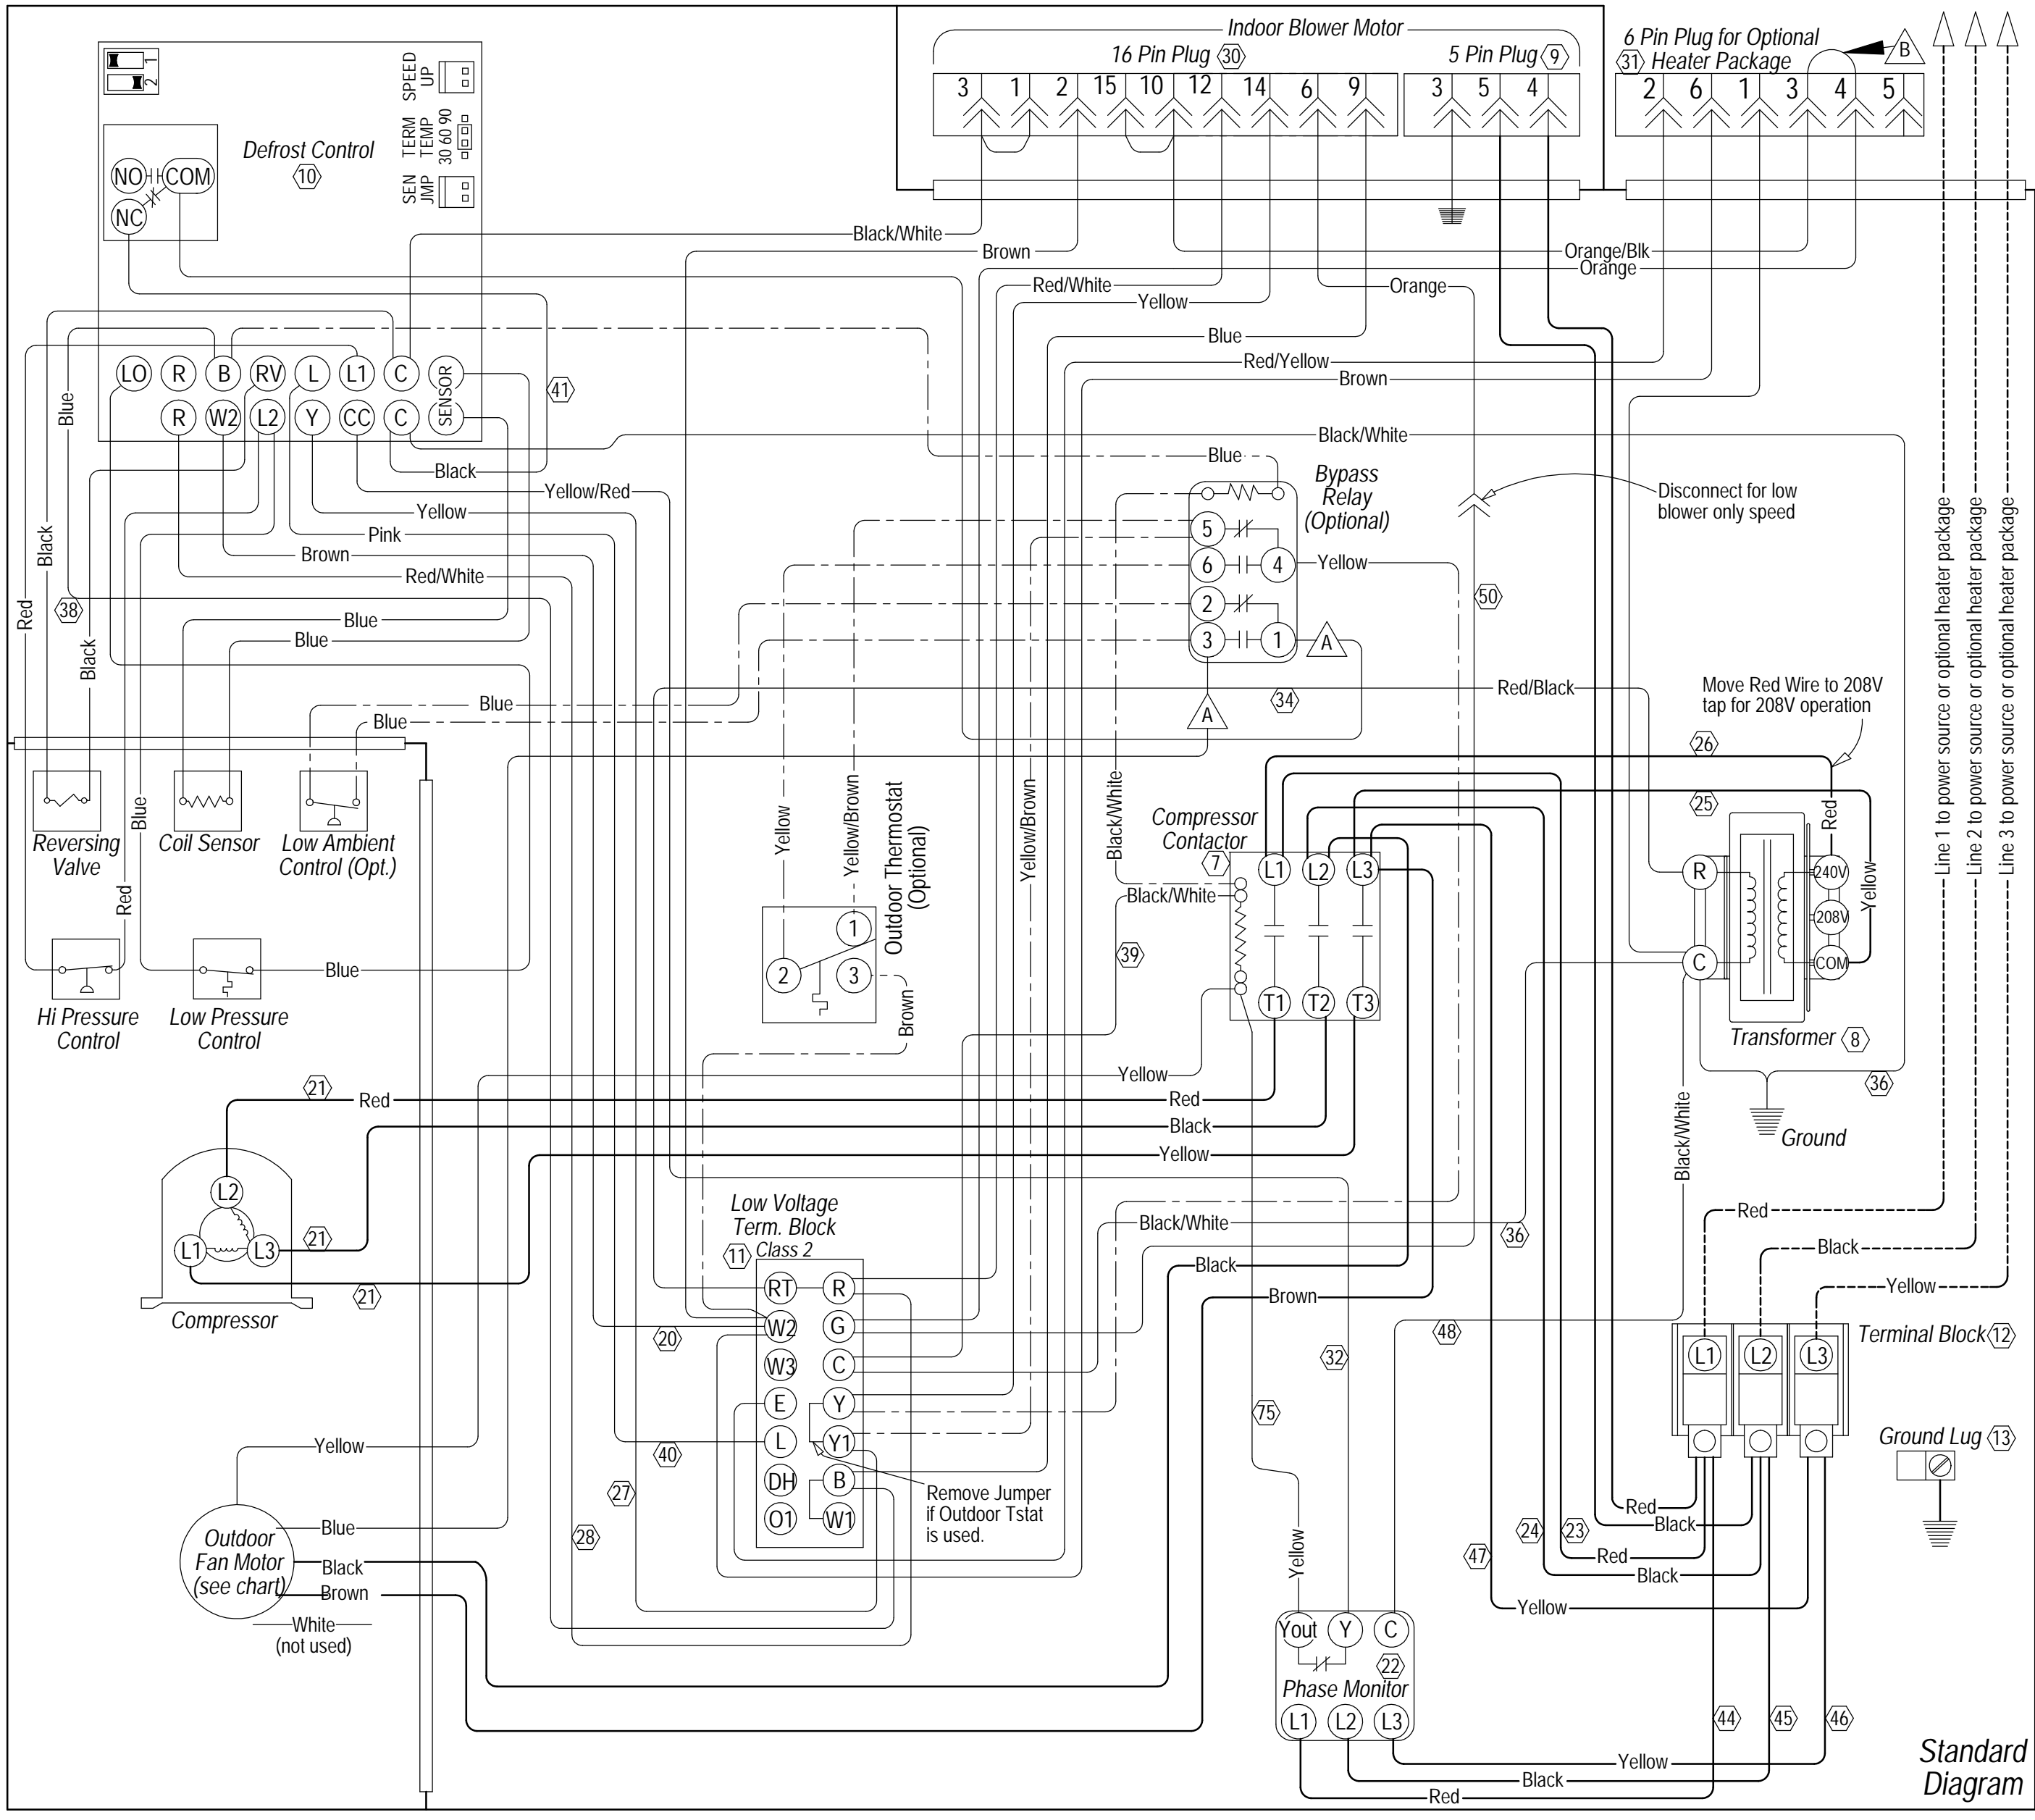 Indoor Blower Motor
16 Pin Plug 30
5 Pin Plug 9
6 Pin Plug for Optional
31 Heater Package
B
3 1 2 15 10 12 14 6 9
3 5 4
2 6 1 3 4 5
1
2
SPEED UP
TERM TEMP
30 60 90
SEN JMP
Defrost Control
10
NO COM
NC
Black/White
Brown
Orange/Blk
Orange
Red/White
Orange
Yellow
Blue
Red/Yellow
Brown
LO R B RV L L1 C SENSOR
R W2 L2 Y CC C
41
Blue
Black/White
Black
Blue
Yellow/Red
Yellow
Pink
Brown
Red/White
Bypass
Relay
(Optional)
5
6 4
2
3 1
A
A
Yellow
Disconnect for low
blower only speed
50
38
Red
Black
Black
Blue
Blue
Blue
Blue
34
Red/Black
Move Red Wire to 208V
tap for 208V operation
Line 1 to power source or optional heater package
Line 2 to power source or optional heater package
Line 3 to power source or optional heater package
26
25
Reversing
Valve
Coil Sensor
Low Ambient
Control (Opt.)
Blue
Red
Yellow
Yellow/Brown
Outdoor Thermostat
(Optional)
Yellow/Brown
Black/White
Compressor
Contactor
7
L1 L2 L3
Black/White
39
T1 T2 T3
Red
Yellow
R
C
240V
208V
COM
Transformer 8
1
2 3
Brown
Blue
Hi Pressure
Control
Low Pressure
Control
36
Ground
Black/White
Yellow
21
Red
Red
Black
Yellow
L2
L1 L3
21
21
Compressor
Low Voltage
Term. Block
11 Class 2
RT R
W2 G
W3 C
E Y
L Y1
DH B
O1 W1
Black/White
36
Black
Brown
20
40
27
28
32
48
75
Remove Jumper
if Outdoor Tstat
is used.
Red
Black
Yellow
L1 L2 L3
Terminal Block 12
Ground Lug 13
Yellow
Outdoor
Fan Motor
(see chart)
Blue
Black
Brown
White
(not used)
Yellow
47
24
23
Red
Black
Red
Black
Yellow
Yout Y C
22
Phase Monitor
L1 L2 L3
44
45
46
Yellow
Black
Red
Standard
Diagram